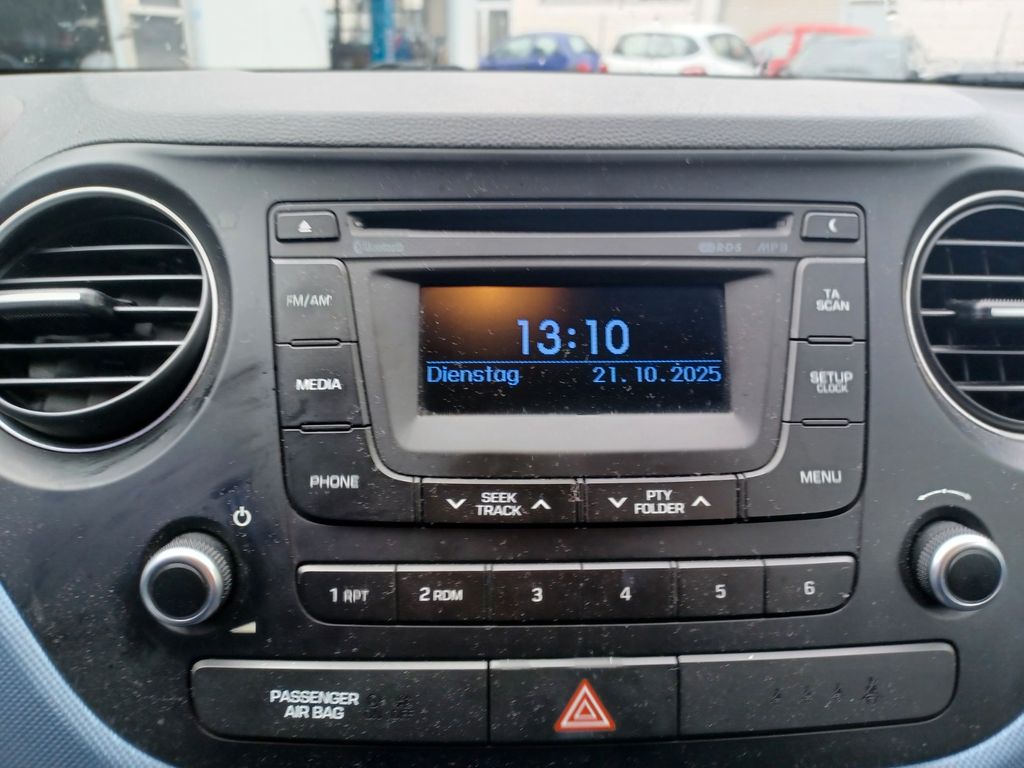 Bluetooth
RDS MP3
FM/AM
TA
SCAN
13:10
Dienstag 21.10.2025
MEDIA
SETUP
CLOCK
PHONE
SEEK
TRACK
PTY
FOLDER
MENU
1 RPT
2 RDM
3
4
5
6
PASSENGER
AIR BAG